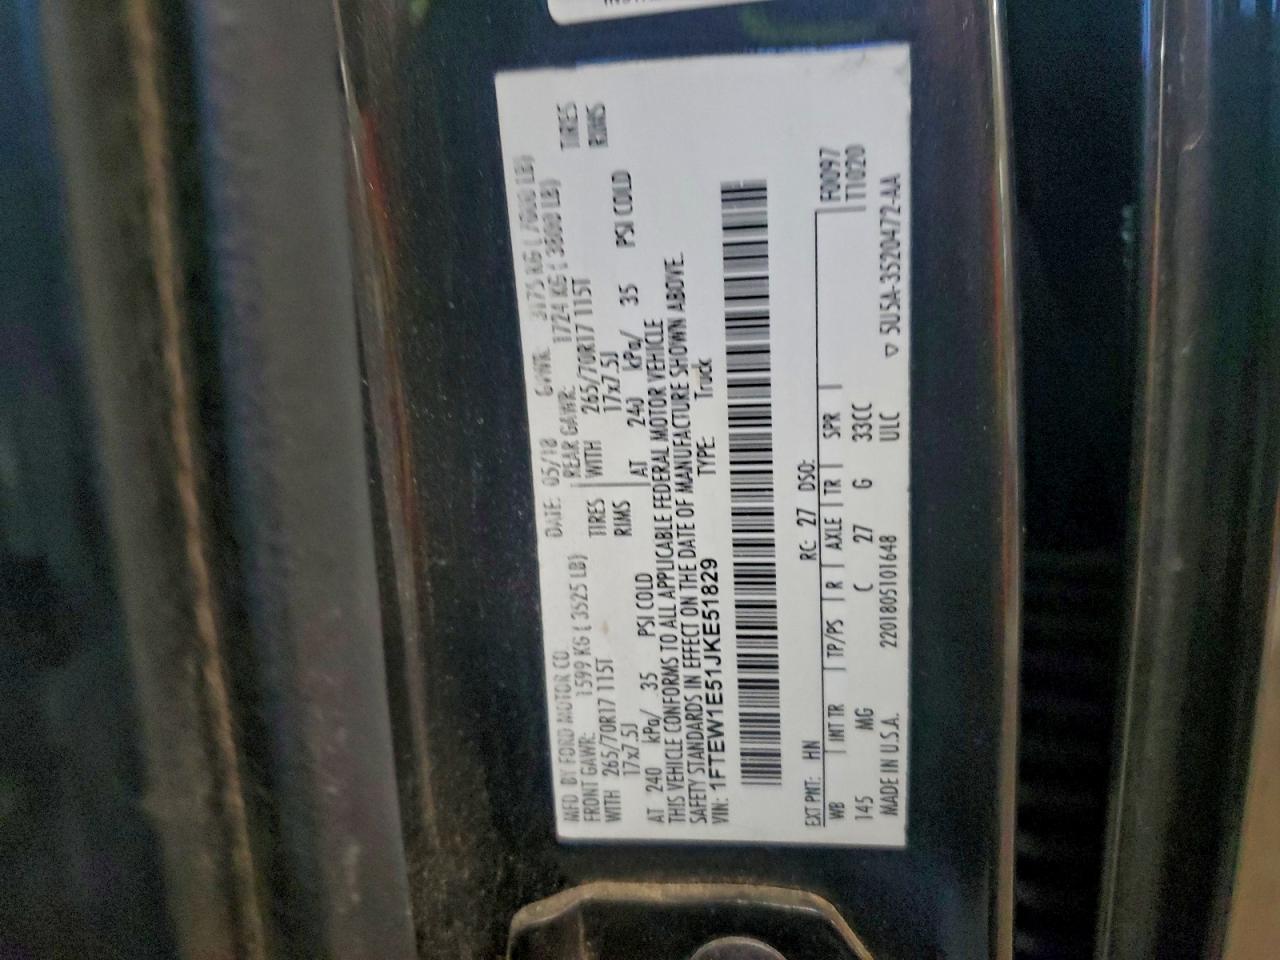 MFD. BY FORD MOTOR CO.
DATE: 05/18 GVWR: 3175 KG ( 7000 LB)
FRONT GAWR: 1599 KG ( 3525 LB) REAR GAWR: 1724 KG ( 3800 LB)
WITH 265/70R17 115T TIRES WITH 265/70R17 115T TIRES
17x7.5J RIMS 17x7.5J RIMS
AT 240 kPa/ 35 PSI COLD AT 240 kPa/ 35 PSI COLD
THIS VEHICLE CONFORMS TO ALL APPLICABLE FEDERAL MOTOR VEHICLE
SAFETY STANDARDS IN EFFECT ON THE DATE OF MANUFACTURE SHOWN ABOVE.
VIN: 1FTEW1E51JKE51829 TYPE: Truck
F0097
T1020
EXT PNT: HN RC: 27 DSO:
WB INT TR TP/PS R AXLE TR SPR
145 MG C 27 G 33CC
MADE IN U.S.A. 2201805101648 ULC ▽ 5U5A-3520472-AA